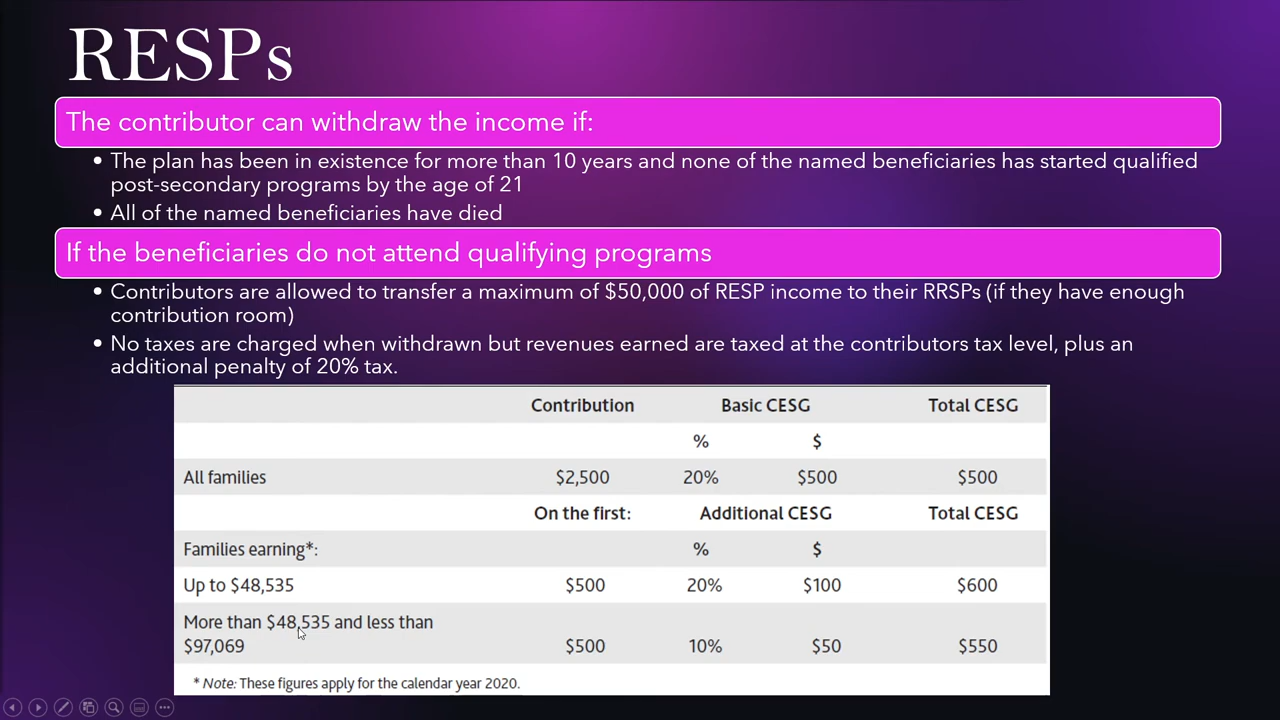 RESPs
The contributor can withdraw the income if:
• The plan has been in existence for more than 10 years and none of the named beneficiaries has started qualified
post-secondary programs by the age of 21
• All of the named beneficiaries have died
If the beneficiaries do not attend qualifying programs
• Contributors are allowed to transfer a maximum of $50,000 of RESP income to their RRSPs (if they have enough
contribution room)
• No taxes are charged when withdrawn but revenues earned are taxed at the contributors tax level, plus an
additional penalty of 20% tax.
Contribution Basic CESG Total CESG
% $
All families $2,500 20% $500 $500
On the first: Additional CESG Total CESG
Families earning*: % $
Up to $48,535 $500 20% $100 $600
More than $48,535 and less than
$97,069 $500 10% $50 $550
* Note: These figures apply for the calendar year 2020.